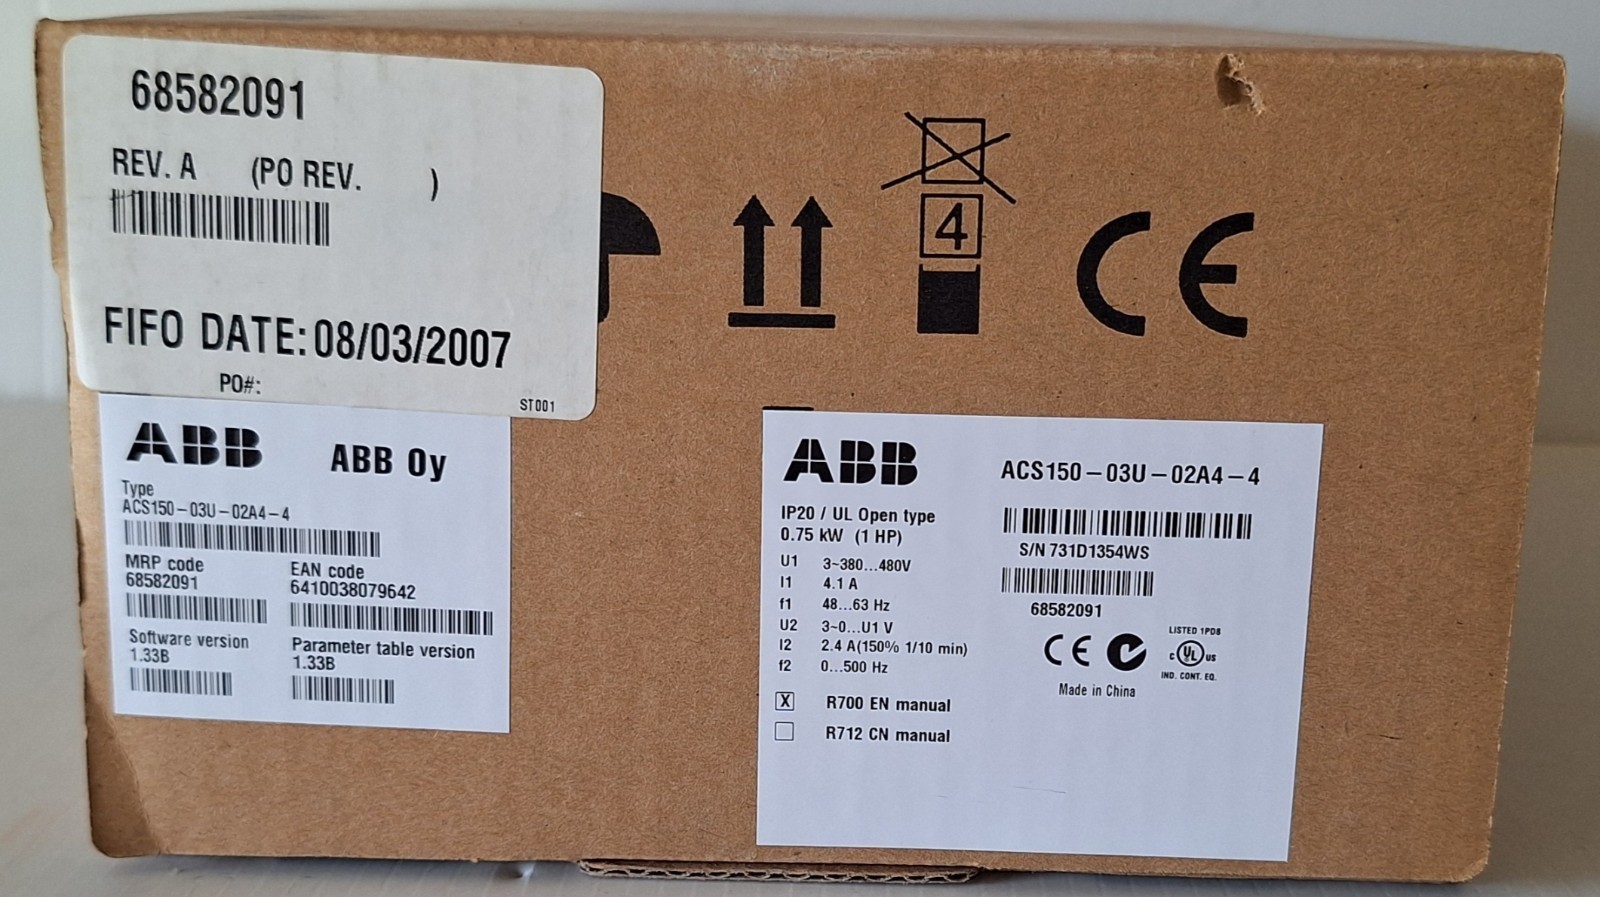 68582091
REV. A (PO REV. )
FIFO DATE: 08/03/2007
PO#:
ST001
4
CE
ABB ABB Oy
Type
ACS150-03U-02A4-4
MRP code
68582091
EAN code
6410038079642
Software version
1.33B
Parameter table version
1.33B
ABB ACS150-03U-02A4-4
IP20 / UL Open type
0.75 kW (1 HP)
U1 3~380...480V
I1 4.1 A
f1 48...63 Hz
U2 3~0...U1 V
I2 2.4 A(150% 1/10 min)
f2 0...500 Hz
X R700 EN manual
R712 CN manual
S/N 731D1354WS
68582091
CE
LISTED 1PD8
C UL US
IND. CONT. EQ.
Made in China